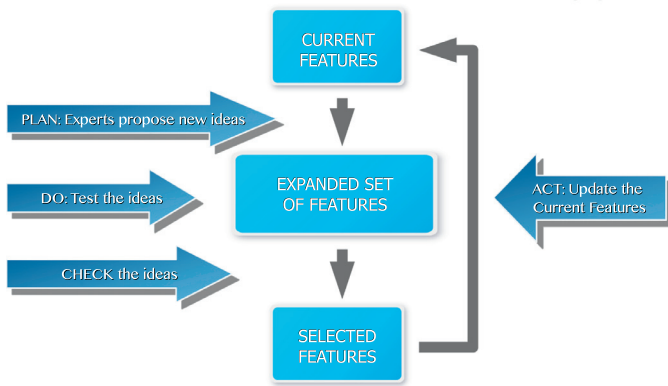 CURRENT
FEATURES
PLAN: Experts propose new ideas
EXPANDED SET
OF FEATURES
DO: Test the ideas
ACT: Update the
Current Features
CHECK the ideas
SELECTED
FEATURES